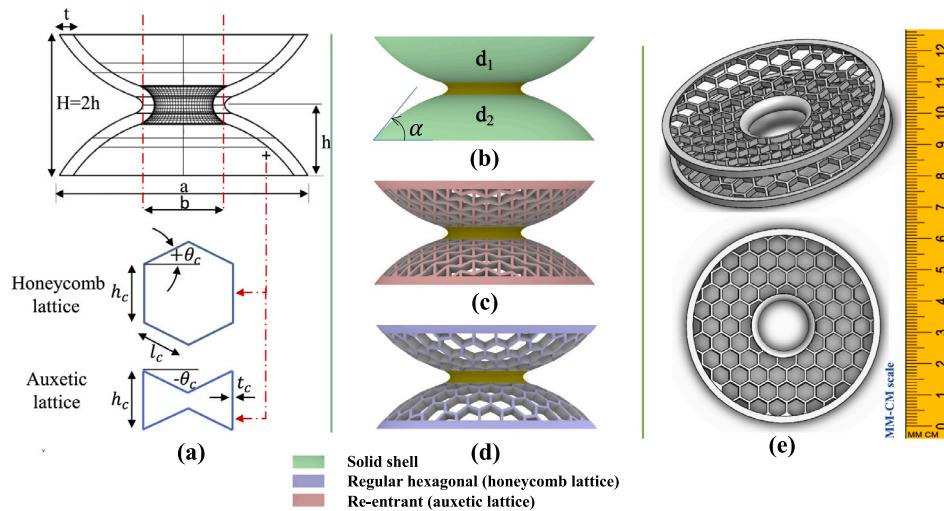 t
H=2h
h
a
b
+
+θc
Honeycomb
lattice
hc
lc
Auxetic
lattice
hc
-θc
tc
(a)
d1
d2
α
(b)
(c)
(d)
Solid shell
Regular hexagonal (honeycomb lattice)
Re-entrant (auxetic lattice)
(e)
12
11
10
9
8
7
6
5
4
3
2
1
0
MM CM
MM-CM scale